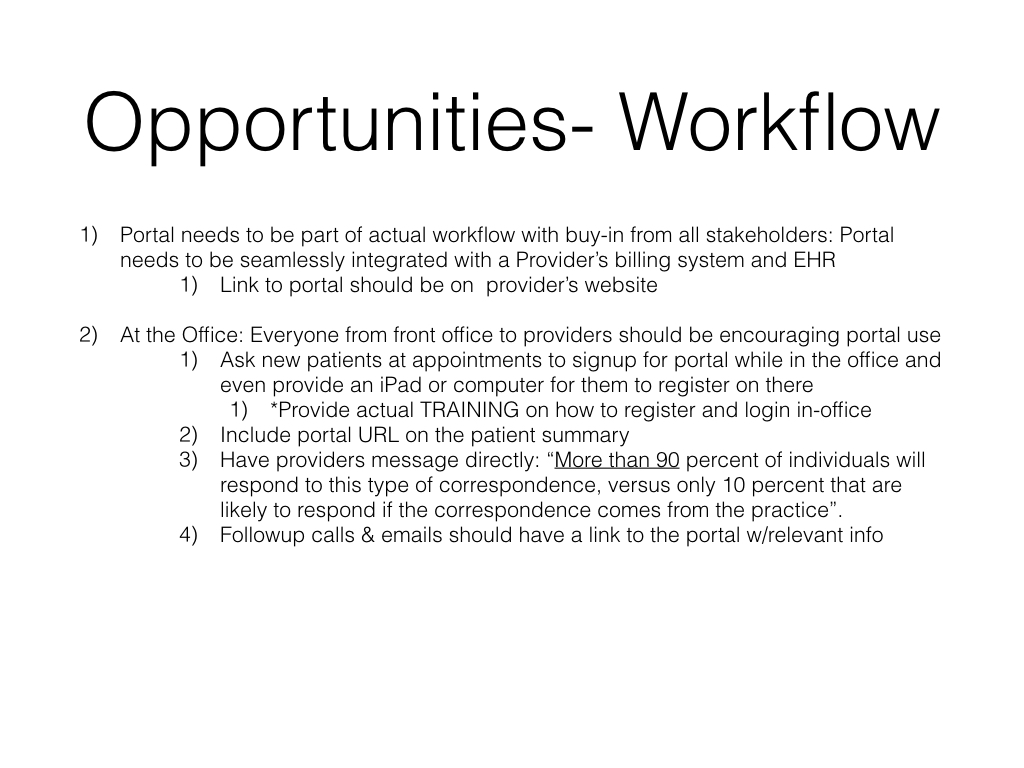 Opportunities- Workflow
1) Portal needs to be part of actual workflow with buy-in from all stakeholders: Portal
needs to be seamlessly integrated with a Provider’s billing system and EHR
1) Link to portal should be on  provider’s website
2) At the Office: Everyone from front office to providers should be encouraging portal use
1) Ask new patients at appointments to signup for portal while in the office and
even provide an iPad or computer for them to register on there
1) *Provide actual TRAINING on how to register and login in-office
2) Include portal URL on the patient summary
3) Have providers message directly: “More than 90 percent of individuals will
respond to this type of correspondence, versus only 10 percent that are
likely to respond if the correspondence comes from the practice”.
4) Followup calls & emails should have a link to the portal w/relevant info